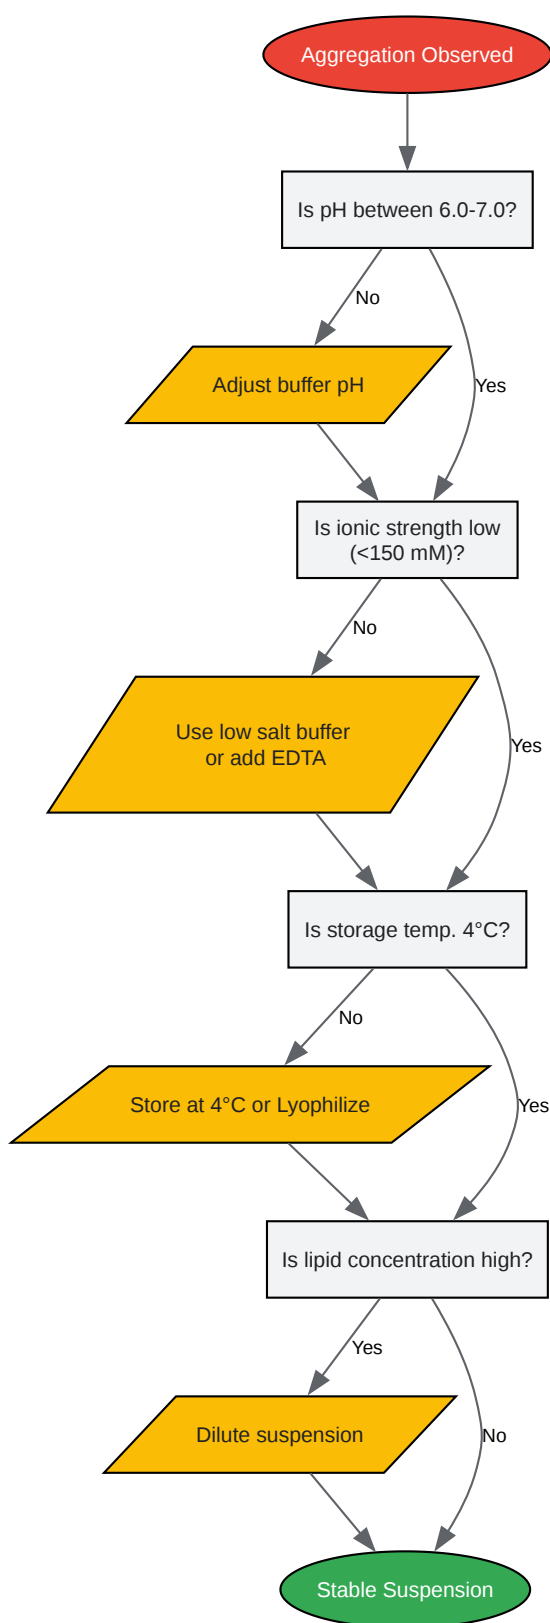 Aggregation Observed
Is pH between 6.0-7.0?
No
Adjust buffer pH
Yes
Is ionic strength low
(<150 mM)?
No
Use low salt buffer
or add EDTA
Yes
Is storage temp. 4°C?
No
Store at 4°C or Lyophilize
Yes
Is lipid concentration high?
Yes
Dilute suspension
No
Stable Suspension